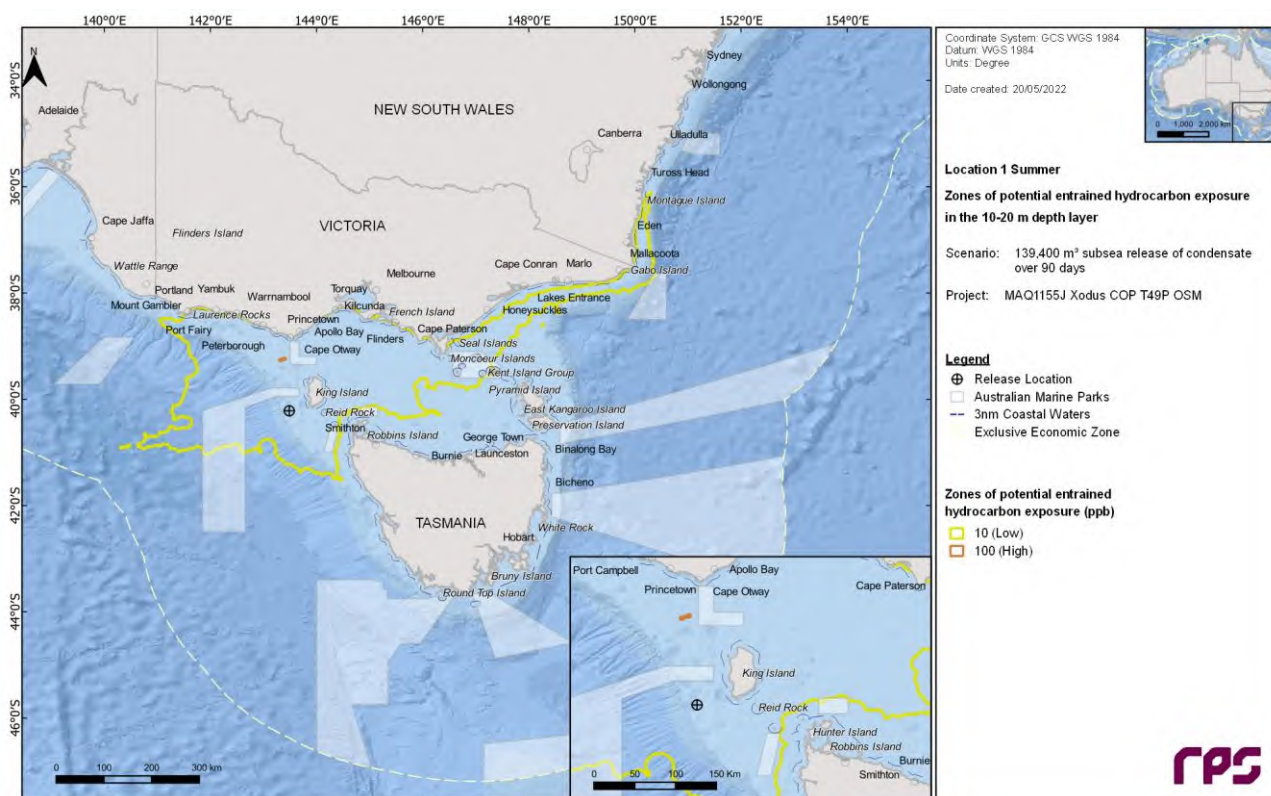 140°0'0"E 142°0'0"E 144°0'0"E 146°0'0"E 148°0'0"E 150°0'0"E 152°0'0"E 154°0'0"E
N
34°0'S
36°0'S
38°0'S
40°0'S
42°0'S
44°0'S
46°0'S
Sydney
Wollongong
Adelaide
NEW SOUTH WALES
Canberra
Ulladulla
Tuross Head
Montague Island
Cape Jaffa
Flinders Island
VICTORIA
Eden
Mallacoota
Gabo Island
Wattle Range
Melbourne
Cape Conran
Marlo
Portland
Yambuk
Torquay
Mount Gambier
Warrnambool
Kilcunda
French Island
Lakes Entrance
Laurence Rocks
Princetown
Honeysuckles
Port Fairy
Apollo Bay
Flinders
Cape Paterson
Peterborough
Cape Otway
Seal Islands
Moncoeur Islands
Kent Island Group
King Island
Pyramid Island
Reid Rock
East Kangaroo Island
Smithton
Preservation Island
Robbins Island
George Town
Burnie
Launceston
Binalong Bay
Bicheno
TASMANIA
White Rock
Hobart
Bruny Island
Round Top Island
0 100 200 300 km
Port Campbell
Apollo Bay
Princetown
Cape Otway
Cape Paterson
King Island
Reid Rock
Hunter Island
Robbins Island
Burnie
Smithton
0 50 100 150 Km
Coordinate System: GCS WGS 1984
Datum: WGS 1984
Units: Degree
Date created: 20/05/2022
0 1,000 2,000 km
Location 1 Summer
Zones of potential entrained hydrocarbon exposure
in the 10-20 m depth layer
Scenario: 139,400 m³ subsea release of condensate
over 90 days
Project: MAQ1155J Xodus COP T49P OSM
Legend
Release Location
Australian Marine Parks
3nm Coastal Waters
Exclusive Economic Zone
Zones of potential entrained
hydrocarbon exposure (ppb)
10 (Low)
100 (High)
rps